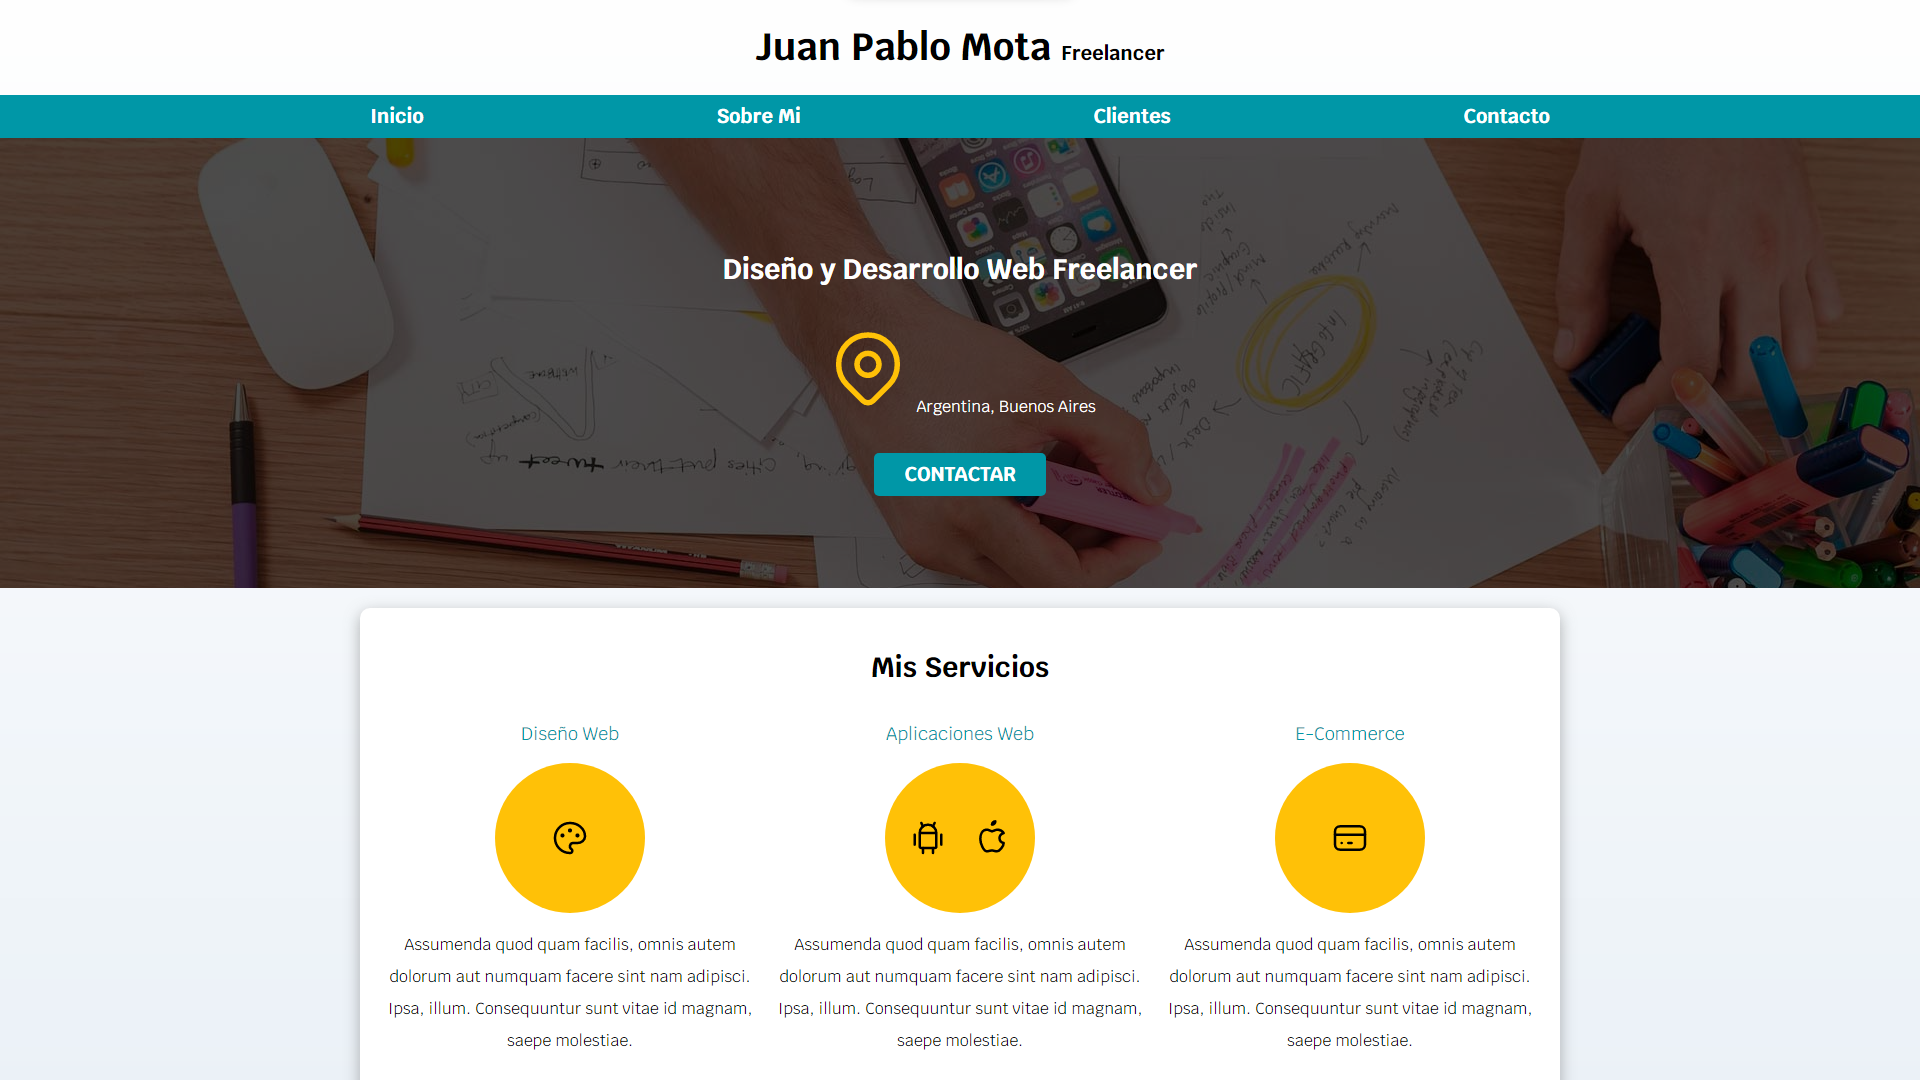 Juan Pablo Mota Freelancer
Inicio Sobre Mi Clientes Contacto
Diseño y Desarrollo Web Freelancer
Argentina, Buenos Aires
CONTACTAR
Mis Servicios
Diseño Web
Assumenda quod quam facilis, omnis autem
dolorum aut numquam facere sint nam adipisci.
Ipsa, illum. Consequuntur sunt vitae id magnam,
saepe molestiae.
Aplicaciones Web
Assumenda quod quam facilis, omnis autem
dolorum aut numquam facere sint nam adipisci.
Ipsa, illum. Consequuntur sunt vitae id magnam,
saepe molestiae.
E-Commerce
Assumenda quod quam facilis, omnis autem
dolorum aut numquam facere sint nam adipisci.
Ipsa, illum. Consequuntur sunt vitae id magnam,
saepe molestiae.